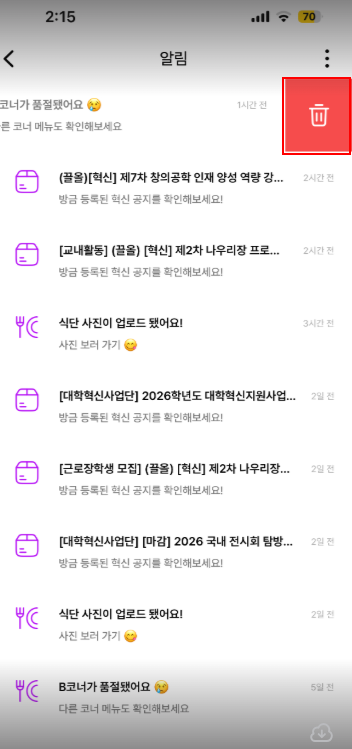 2:15
70
알림
코너가 품절됐어요 😢
1시간 전
른 코너 메뉴도 확인해보세요
(끌올)[혁신] 제7차 창의공학 인재 양성 역량 강...
2시간 전
방금 등록된 혁신 공지를 확인해보세요!
[교내활동] (끌올) [혁신] 제2차 나우리장 프로...
2시간 전
방금 등록된 혁신 공지를 확인해보세요!
식단 사진이 업로드 됐어요!
3시간 전
사진 보러 가기 😋
[대학혁신사업단] 2026학년도 대학혁신지원사업...
2일 전
방금 등록된 혁신 공지를 확인해보세요!
[근로장학생 모집] (끌올) [혁신] 제2차 나우리장...
2일 전
방금 등록된 혁신 공지를 확인해보세요!
[대학혁신사업단] [마감] 2026 국내 전시회 탐방...
2일 전
방금 등록된 혁신 공지를 확인해보세요!
식단 사진이 업로드 됐어요!
2일 전
사진 보러 가기 😋
B코너가 품절됐어요 😢
5월 전
다른 코너 메뉴도 확인해보세요